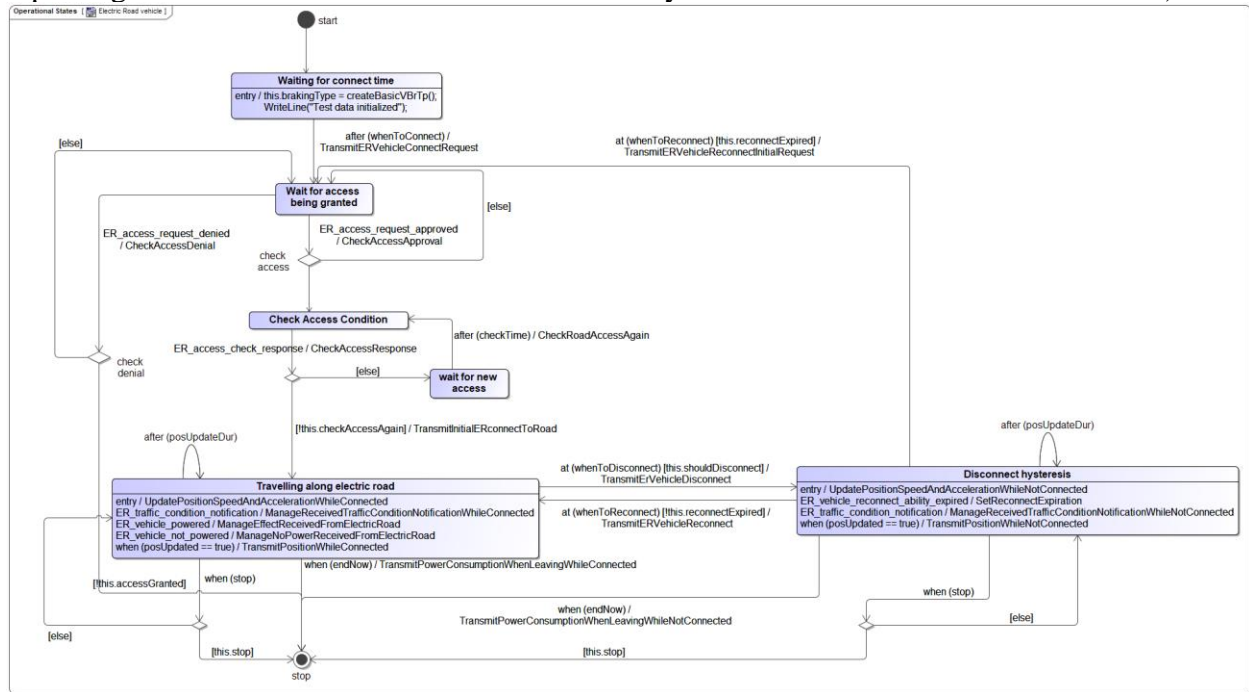 Operational States [ Electric Road vehicle ]
start
Waiting for connect time
entry / this.brakingType = createBasicVBrTp();
WriteLine("Test data initialized");
after (whenToConnect) /
TransmitERVehicleConnectRequest
at (whenToReconnect) [this.reconnectExpired] /
TransmitERVehicleReconnectInitialRequest
[else]
Wait for access
being granted
[else]
ER_access_request_denied
/ CheckAccessDenial
ER_access_request_approved
/ CheckAccessApproval
check
access
Check Access Condition
after (checkTime) / CheckRoadAccessAgain
ER_access_check_response / CheckAccessResponse
check
denial
[else]
wait for new
access
[!this.checkAccessAgain] / TransmitInitialERconnectToRoad
after (posUpdateDur)
after (posUpdateDur)
Travelling along electric road
entry / UpdatePositionSpeedAndAccelerationWhileConnected
ER_traffic_condition_notification / ManageReceivedTrafficConditionNotificationWhileConnected
ER_vehicle_powered / ManageEffectReceivedFromElectricRoad
ER_vehicle_not_powered / ManageNoPowerReceivedFromElectricRoad
when (posUpdated == true) / TransmitPositionWhileConnected
at (whenToDisconnect) [this.shouldDisconnect] /
TransmitErVehicleDisconnect
at (whenToReconect) [!this.reconnectExpired] /
TransmitERVehicleReconnect
Disconnect hysteresis
entry / UpdatePositionSpeedAndAccelerationWhileNotConnected
ER_vehicle_reconnect_ability_expired / SetReconnectExpiration
ER_traffic_condition_notification / ManageReceivedTrafficConditionNotificationWhileNotConnected
when (posUpdated == true) / TransmitPositionWhileNotConnected
when (endNow) / TransmitPowerConsumptionWhenLeavingWhileConnected
[!this.accessGranted]
when (stop)
when (stop)
when (endNow) /
TransmitPowerConsumptionWhenLeavingWhileNotConnected
[else]
[else]
[this.stop]
[this.stop]
stop